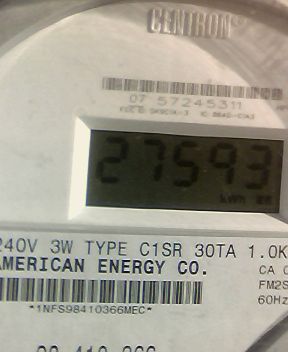 CENTRON®
07 57245311
27593
kWh
240V 3W TYPE C1SR 30TA 1.0K
AMERICAN ENERGY CO.
CA 0
FM2S
60Hz
*1NFS98410366MEC*